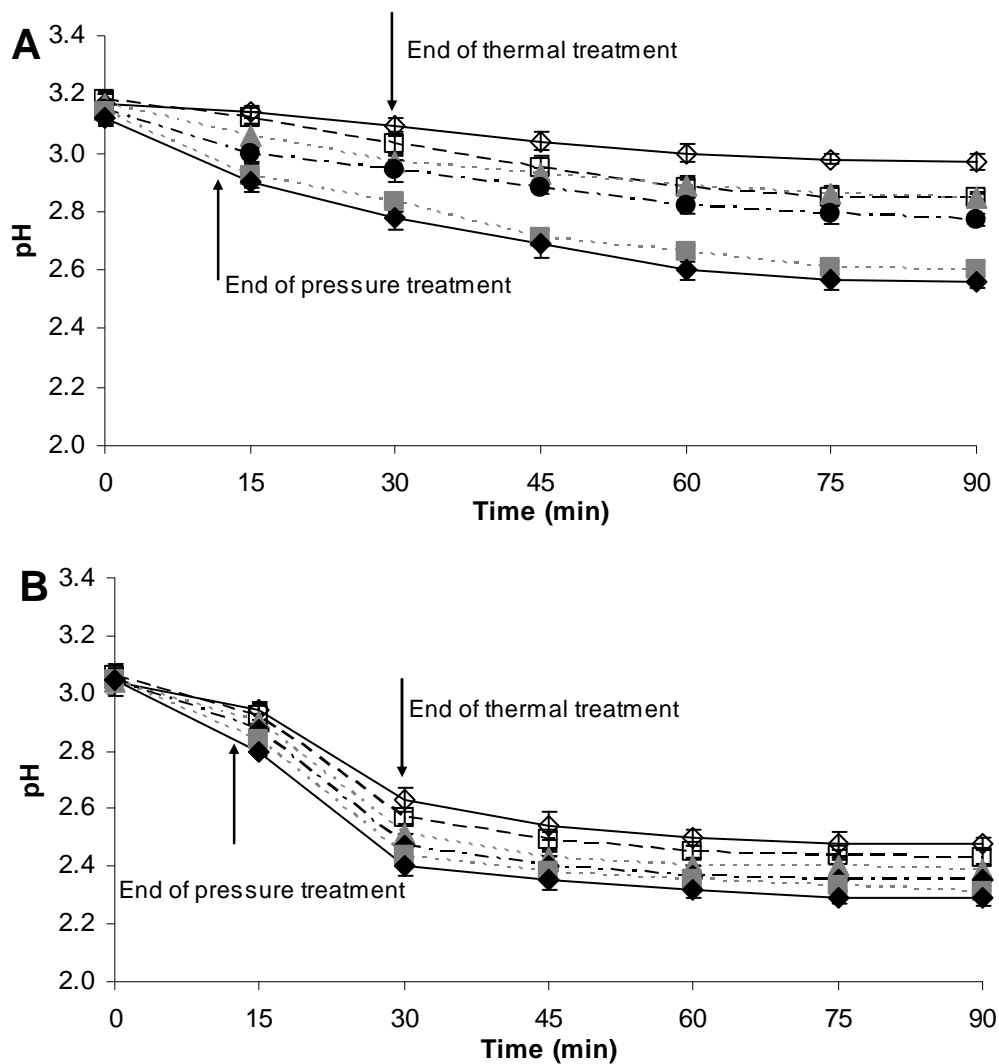 A
3.4
3.2
3.0
2.8
2.6
2.4
2.2
2.0
pH
End of thermal treatment
End of pressure treatment
0 15 30 45 60 75 90
Time (min)
B
3.4
3.2
3.0
2.8
2.6
2.4
2.2
2.0
pH
End of thermal treatment
End of pressure treatment
0 15 30 45 60 75 90
Time (min)